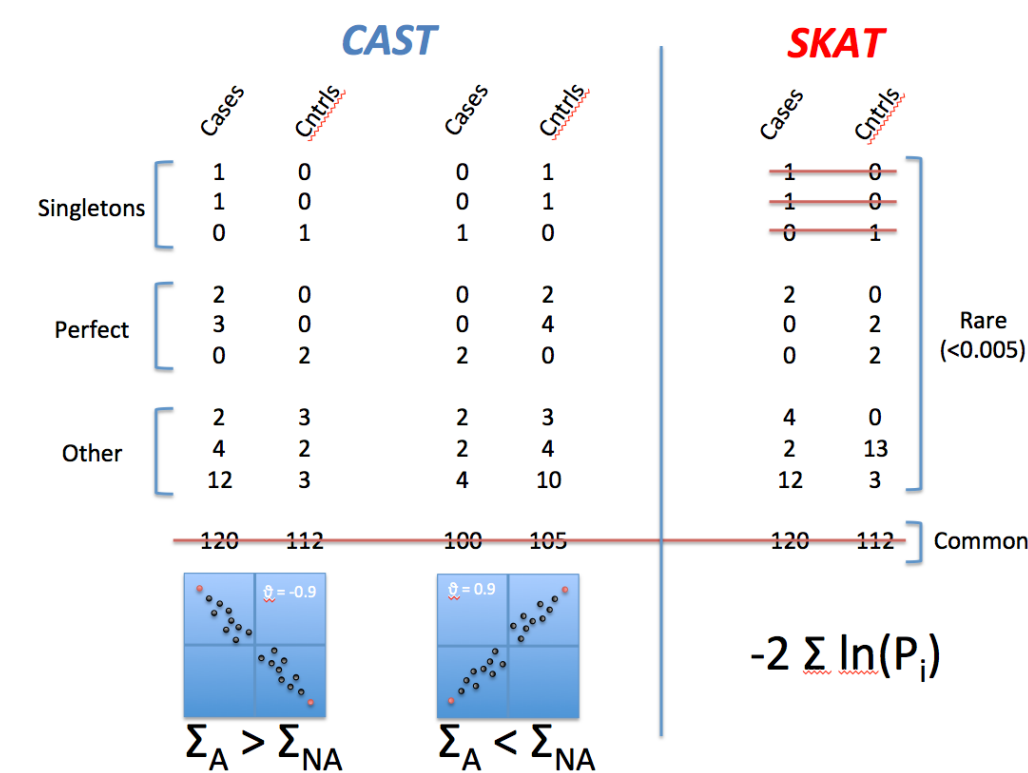 CAST SKAT
Cases Cntrls Cases Cntrls Cases Cntrls
1 0 0 1 1 0
Singletons 1 0 0 1 1 0
0 1 1 0 0 1
2 0 0 2 2 0
Perfect 3 0 0 4 0 2 Rare
0 2 2 0 0 2 (<0.005)
2 3 2 3 4 0
Other 4 2 2 4 2 13
12 3 4 10 12 3
120 112 100 105 120 112 Common
ϑ = -0.9 ϑ = 0.9
-2 Σ ln(Pi)
ΣA > ΣNA ΣA < ΣNA